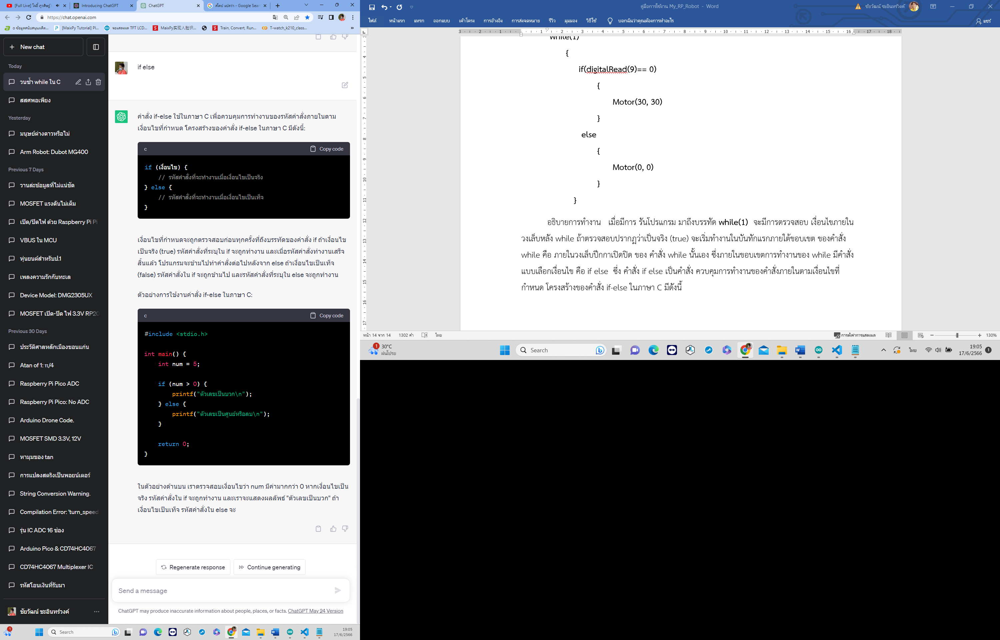 [Full Live] โจอี้ ภูวศิษฐ์
Introducing ChatGPT
ChatGPT
สโตป แปลว่า - Google Sear
https://chat.openai.com
o ข้อมูลสนับสนุนผลิต...
[MaixPy Tutorial] Pl...
จอแสดงผล TFT LCD...
MaixPy实现人脸识...
Train, Convert, Run...
T-watch_k210_class...
New chat
Today
วนซ้ำ while ใน C
สสศพอเพียง
Yesterday
มนุษย์ต่างดาวหรือไม่
Arm Robot: Dubot MG400
Previous 7 Days
วานล่ะข้อมูลที่ไม่แน่ชัด
MOSFET แรงดันไม่เต็ม
เปิด/ปิดไฟ ด้วย Raspberry Pi Pi
VBUS ใน MCU
หุ่นยนต์สำหรับป.1
เพลงความรักกับทะเล
Device Model: DMG2305UX
MOSFET เปิด-ปิด ไฟ 3.3V RP20
Previous 30 Days
ประวัติศาลหลักเมืองขอนแก่น
Atan of 1: π/4
Raspberry Pi Pico ADC
Raspberry Pi Pico: No ADC
Arduino Drone Code.
MOSFET SMD 3.3V, 12V
หามุมของ tan
การแปลงสตริงเป็นพอยน์เตอร์
String Conversion Warning.
Compilation Error: 'turn_speed
รุ่น IC ADC 16 ช่อง
Arduino Pico & CD74HC4067
CD74HC4067 Multiplexer IC
รหัสโอนเงินที่รับมา
ชัยวัฒน์ ชะอินทร์วงค์
if else
คำสั่ง if-else ใช้ในภาษา C เพื่อควบคุมการทำงานของรหัสคำสั่งภายในตาม
เงื่อนไขที่กำหนด โครงสร้างของคำสั่ง if-else ในภาษา C มีดังนี้:
c
Copy code
if (เงื่อนไข) {
// รหัสคำสั่งที่จะทำงานเมื่อเงื่อนไขเป็นจริง
} else {
// รหัสคำสั่งที่จะทำงานเมื่อเงื่อนไขเป็นเท็จ
}
เงื่อนไขที่กำหนดจะถูกตรวจสอบก่อนทุกครั้งที่ถึงบรรทัดของคำสั่ง if ถ้าเงื่อนไข
เป็นจริง (true) รหัสคำสั่งที่ระบุใน if จะถูกทำงาน และเมื่อรหัสคำสั่งทำงานเสร็จ
สิ้นแล้ว โปรแกรมจะข้ามไปทำคำสั่งต่อไปหลังจาก else ถ้าเงื่อนไขเป็นเท็จ
(false) รหัสคำสั่งใน if จะถูกข้ามไป และรหัสคำสั่งที่ระบุใน else จะถูกทำงาน
ตัวอย่างการใช้งานคำสั่ง if-else ในภาษา C:
c
Copy code
#include <stdio.h>
int main() {
int num = 5;
if (num > 0) {
printf("ตัวเลขเป็นบวก\n");
} else {
printf("ตัวเลขเป็นศูนย์หรือลบ\n");
}
return 0;
}
ในตัวอย่างด้านบน เราตรวจสอบเงื่อนไขว่า num มีค่ามากกว่า 0 หากเงื่อนไขเป็น
จริง รหัสคำสั่งใน if จะถูกทำงาน และเราจะแสดงผลลัพธ์ "ตัวเลขเป็นบวก" ถ้า
เงื่อนไขเป็นเท็จ รหัสคำสั่งใน else จะ
Regenerate response
Continue generating
Send a message
ChatGPT may produce inaccurate information about people, places, or facts. ChatGPT May 24 Version
1
Search
19:05
17/6/2566
คู่มือการใช้งาน My_RP_Robot - Word
ชัยวัฒน์ ชะอินทร์วงค์
ไฟล์ หน้าแรก แทรก ออกแบบ เค้าโครง การอ้างอิง การส่งจดหมาย รีวิว มุมมอง วิธีใช้ บอกฉันว่าคุณต้องการทำอะไร แชร์
3 2 1 1 2 3 4 5 6 7 8 9 10 11 12 13 14 15 16 17 18
3 4 5 6 7 8 9 10 11 12 13 14 15 16 17
while(1)
{
if(digitalRead(9)== 0)
{
Motor(30, 30)
}
else
{
Motor(0, 0)
}
}
อธิบายการทำงาน เมื่อมีการ รันโปรแกรม มาถึงบรรทัด while(1) จะมีการตรวจสอบ เงื่อนไขภายใน
วงเล็บหลัง while ถ้าตรวจสอบปรากฏว่าเป็นจริง (true) จะเริ่มทำงานในบันทักแรกภายใต้ขอบเขต ของคำสั่ง
while คือ ภายในวงเล็บปีกกาเปิดปิด ของ คำสั่ง while นั้นเอง ซึ่งภายในขอบเขตการทำงานของ while มีคำสั่ง
แบบเลือกเงื่อนไข คือ if else ซึ่ง คำสั่ง if else เป็นคำสั่ง ควบคุมการทำงานของคำสั่งภายในตามเงื่อนไขที่
กำหนด โครงสร้างของคำสั่ง if-else ในภาษา C มีดังนี้
หน้า 14 จาก 14 1302 คำ ไทย การตั้งค่าการแสดงผล 130%
1
30°C
ฝนโปรย
Search
ไทย
19:05
17/6/2566
1